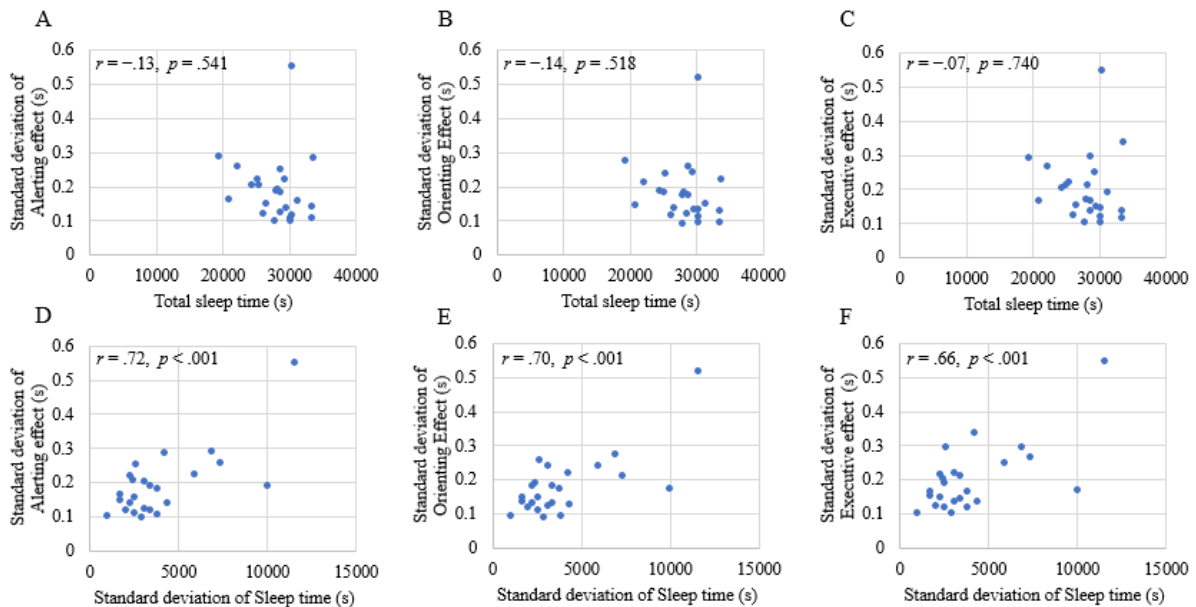 A
r = −.13, p = .541
Standard deviation of
Alerting effect (s)
0.6
0.5
0.4
0.3
0.2
0.1
0
0 10000 20000 30000 40000
Total sleep time (s)
B
r = −.14, p = .518
Standard deviation of
Orienting Effect (s)
0.6
0.5
0.4
0.3
0.2
0.1
0
0 10000 20000 30000 40000
Total sleep time (s)
C
r = −.07, p = .740
Standard deviation of
Executive effect (s)
0.6
0.5
0.4
0.3
0.2
0.1
0
0 10000 20000 30000 40000
Total sleep time (s)
D
r = .72, p < .001
Standard deviation of
Alerting effect (s)
0.6
0.5
0.4
0.3
0.2
0.1
0
0 5000 10000 15000
Standard deviation of Sleep time (s)
E
r = .70, p < .001
Standard deviation of
Orienting Effect (s)
0.6
0.5
0.4
0.3
0.2
0.1
0
0 5000 10000 15000
Standard deviation of Sleep time (s)
F
r = .66, p < .001
Standard deviation of
Executive effect (s)
0.6
0.5
0.4
0.3
0.2
0.1
0
0 5000 10000 15000
Standard deviation of Sleep time (s)